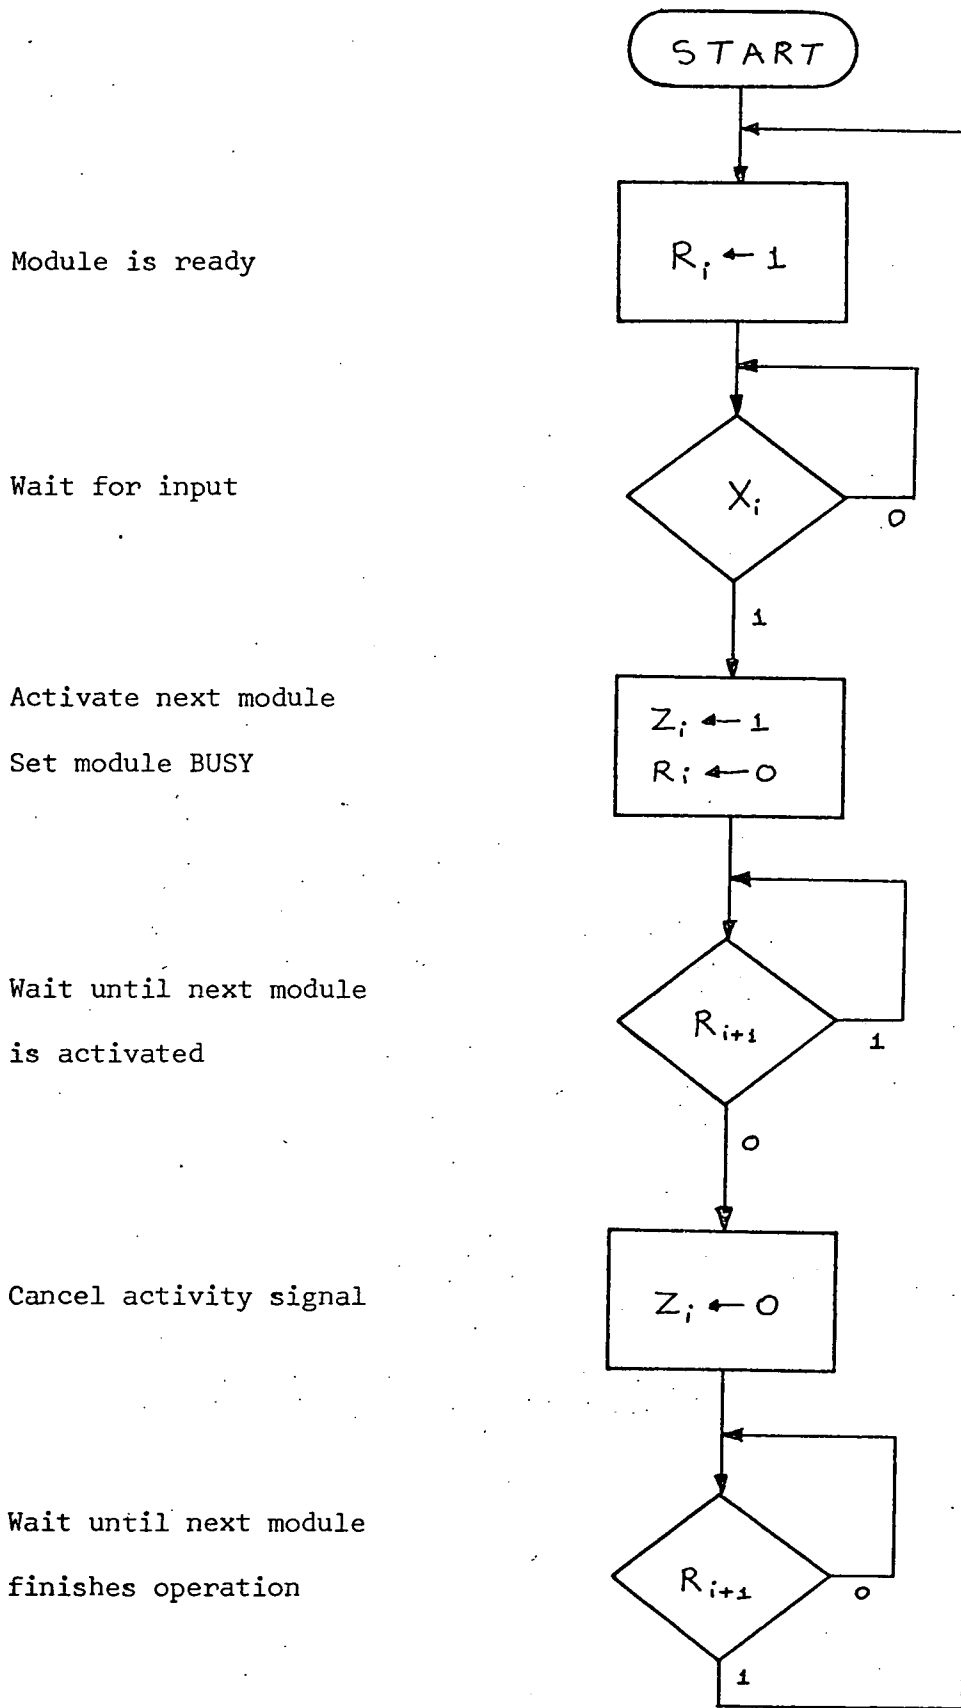 START
Module is ready
R_i ← 1
Wait for input
X_i
0
1
Activate next module
Z_i ← 1
Set module BUSY
R_i ← 0
Wait until next module
is activated
R_{i+1}
1
0
Cancel activity signal
Z_i ← 0
Wait until next module
finishes operation
R_{i+1}
0
1